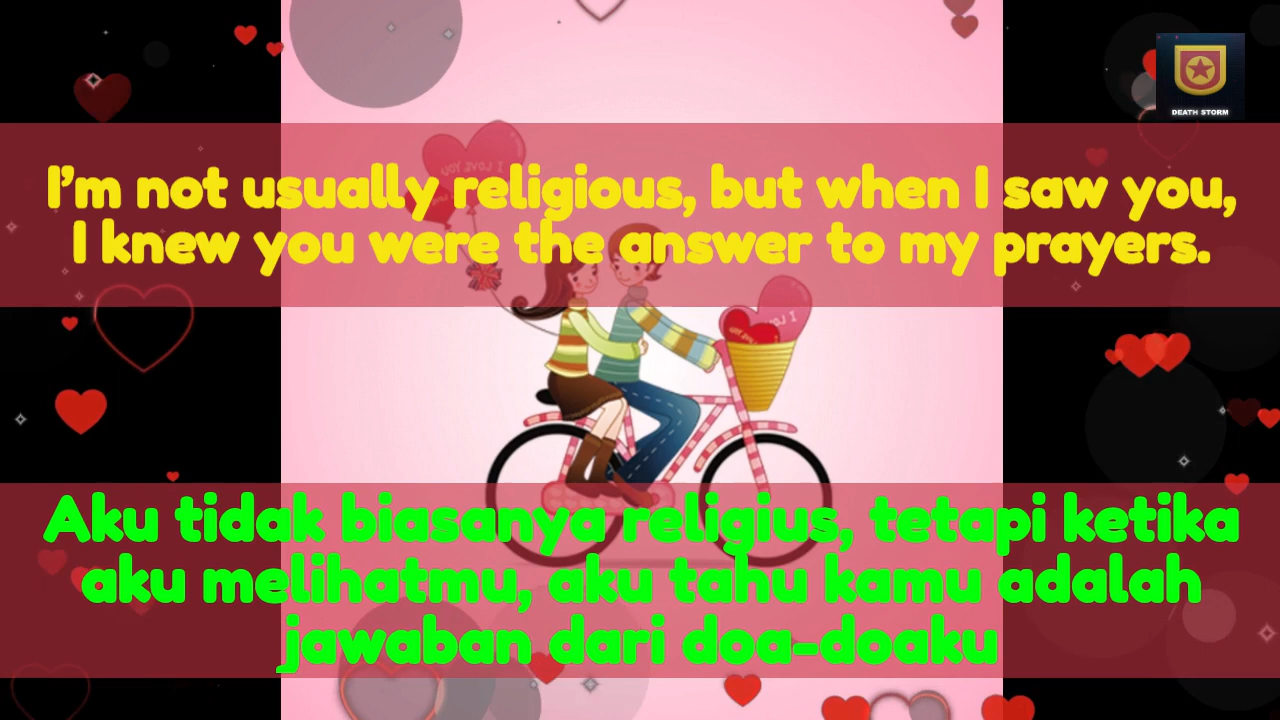 DEATH STORM
I'm not usually religious, but when I saw you,
I knew you were the answer to my prayers.
Aku tidak biasanya religius, tetapi ketika
aku melihatmu, aku tahu kamu adalah
jawaban dari doa-doaku